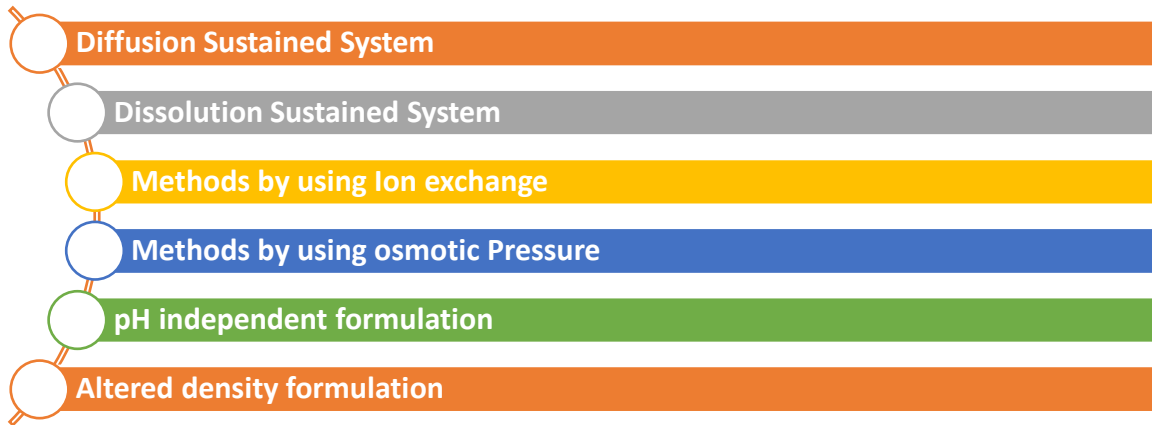 Diffusion Sustained System
Dissolution Sustained System
Methods by using Ion exchange
Methods by using osmotic Pressure
pH independent formulation
Altered density formulation